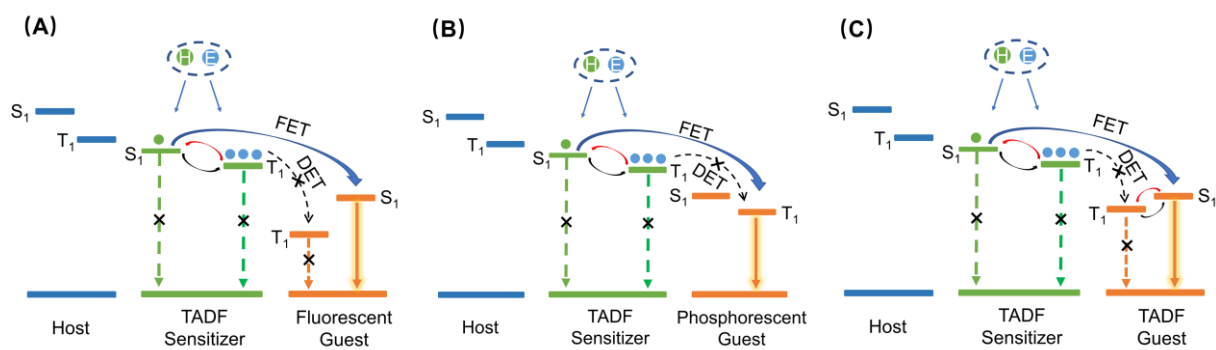 (A)
H E
S1
T1
S1
T1
FET
DET
S1
T1
Host
TADF
Sensitizer
Fluorescent
Guest
(B)
H E
S1
T1
S1
T1
FET
DET
S1
T1
Host
TADF
Sensitizer
Phosphorescent
Guest
(C)
H E
S1
T1
S1
T1
FET
DET
S1
T1
Host
TADF
Sensitizer
TADF
Guest